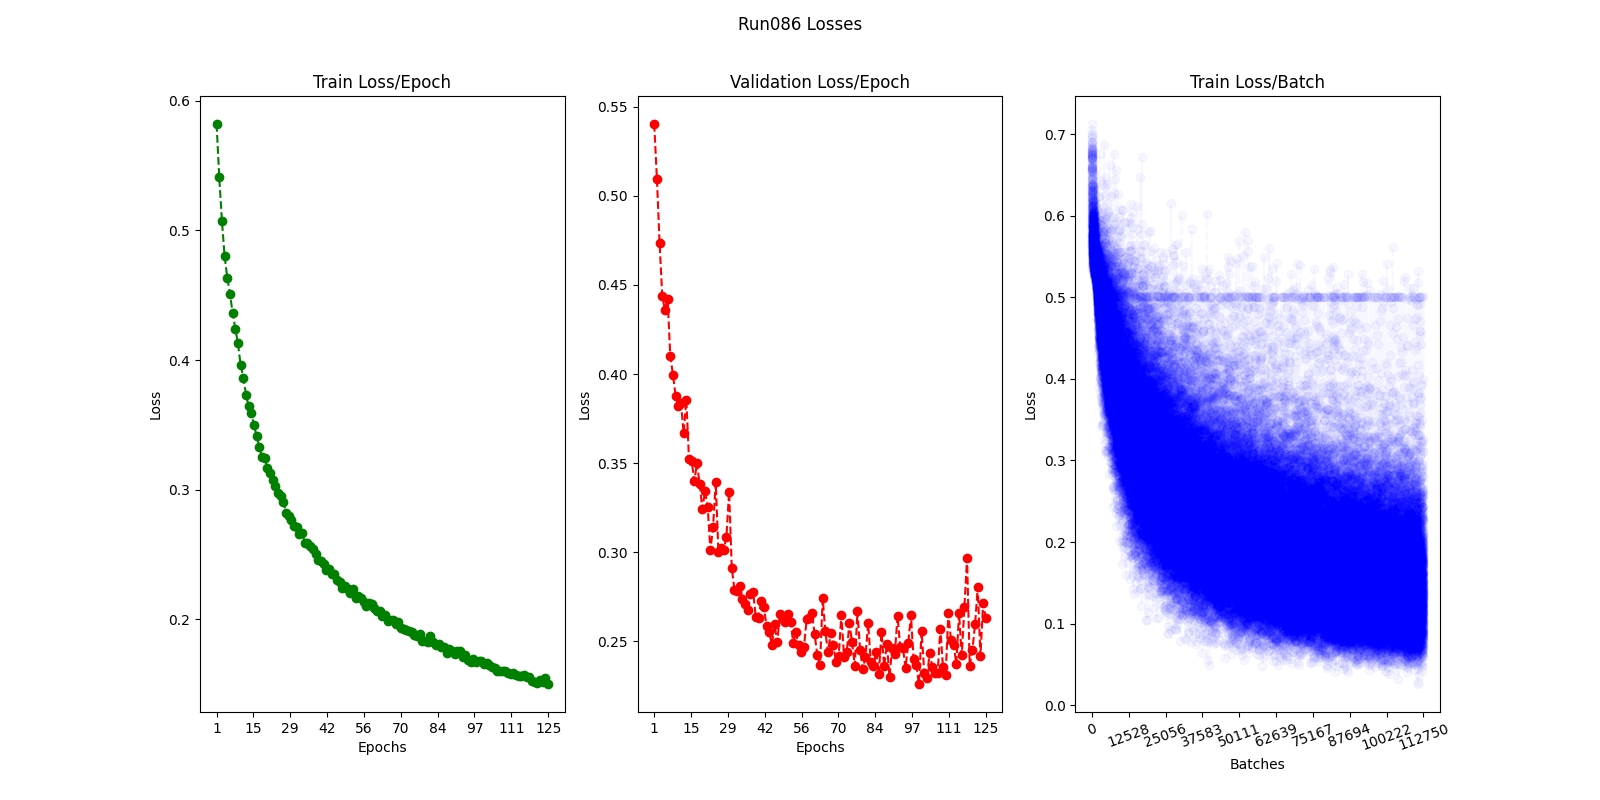 Run086 Losses
Train Loss/Epoch
0.6
0.5
0.4
0.3
0.2
Loss
1 15 29 42 56 70 84 97 111 125
Epochs
Validation Loss/Epoch
0.55
0.50
0.45
0.40
0.35
0.30
0.25
Loss
1 15 29 42 56 70 84 97 111 125
Epochs
Train Loss/Batch
0.7
0.6
0.5
0.4
0.3
0.2
0.1
0.0
Loss
0 12528 25056 37583 50111 62639 75167 87694 100222 112750
Batches